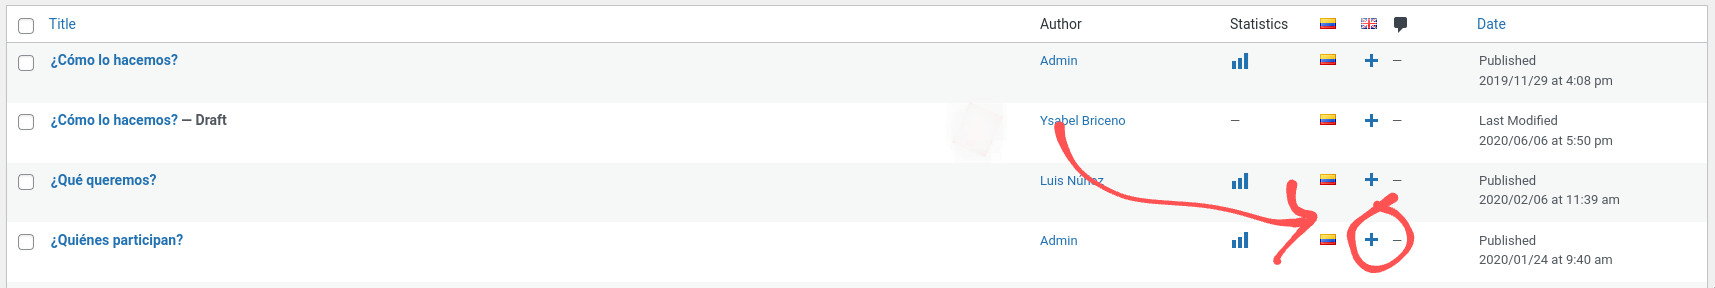 Title Author Statistics Date
¿Cómo lo hacemos? Admin Published
2019/11/29 at 4:08 pm
¿Cómo lo hacemos? — Draft Ysabel Briceno — Last Modified
2020/06/06 at 5:50 pm
¿Qué queremos? Luis Núñez Published
2020/02/06 at 11:39 am
¿Quiénes participan? Admin Published
2020/01/24 at 9:40 am